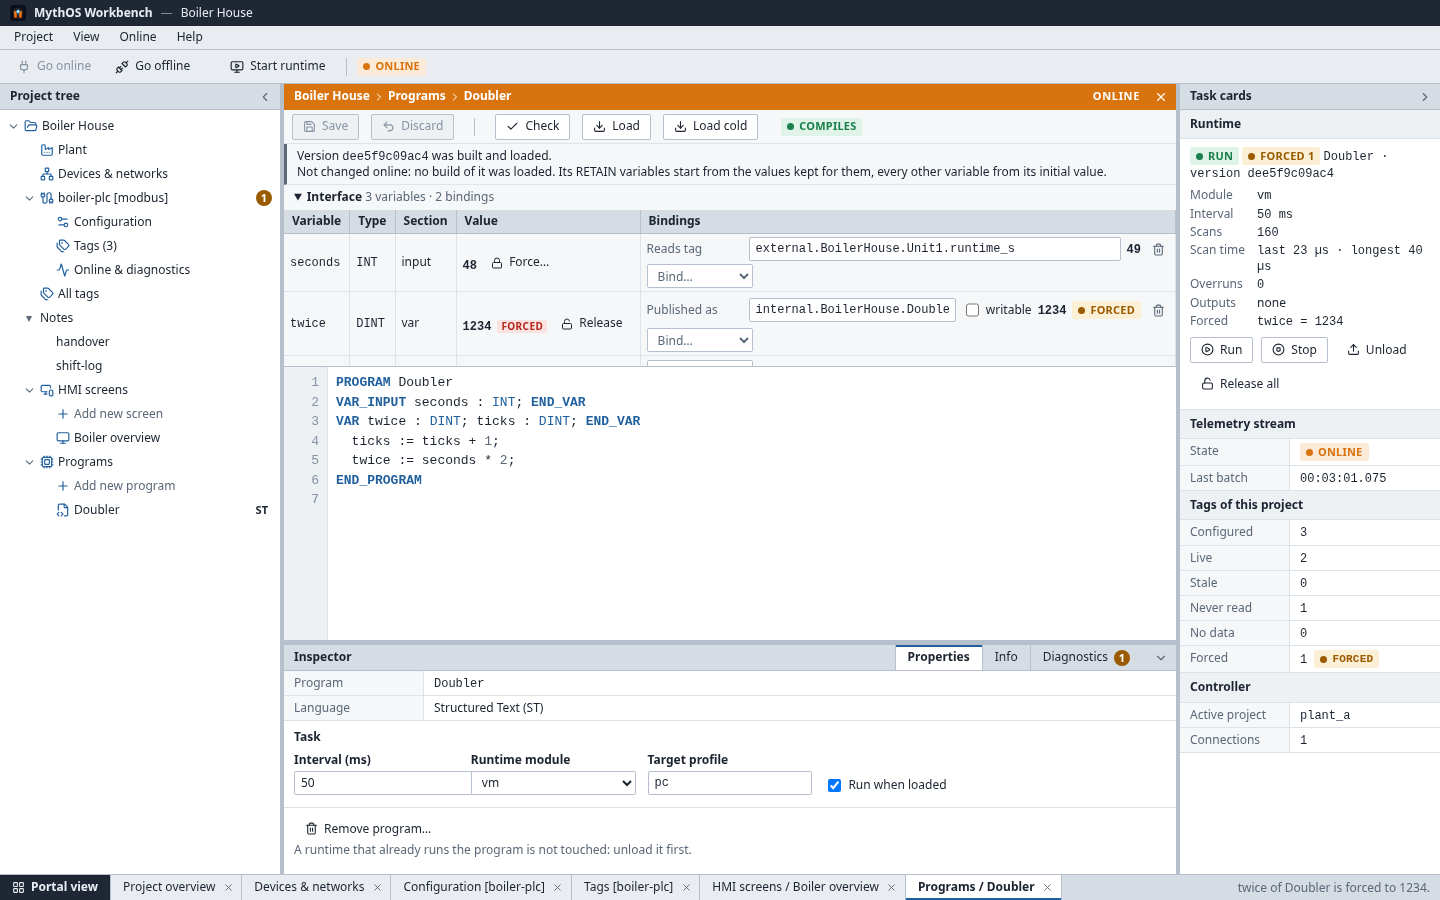 MythOS Workbench — Boiler House
Project View Online Help
Go online Go offline Start runtime ONLINE
Project tree
Boiler House
Plant
Devices & networks
boiler-plc [modbus] 1
Configuration
Tags (3)
Online & diagnostics
All tags
Notes
handover
shift-log
HMI screens
Add new screen
Boiler overview
Programs
Add new program
Doubler ST
Boiler House > Programs > Doubler ONLINE
Save Discard Check Load Load cold COMPILES
Version dee5f9c09ac4 was built and loaded.
Not changed online: no build of it was loaded. Its RETAIN variables start from the values kept for them, every other variable from its initial value.
Interface 3 variables · 2 bindings
Variable Type Section Value Bindings
seconds INT input 48 Force... Reads tag external.BoilerHouse.Unit1.runtime_s 49
Bind...
twice DINT var 1234 FORCED Release Published as internal.BoilerHouse.Double writable 1234 FORCED
Bind...
1 PROGRAM Doubler
2 VAR_INPUT seconds : INT; END_VAR
3 VAR twice : DINT; ticks : DINT; END_VAR
4 ticks := ticks + 1;
5 twice := seconds * 2;
6 END_PROGRAM
7
Inspector Properties Info Diagnostics 1
Program Doubler
Language Structured Text (ST)
Task
Interval (ms) Runtime module Target profile
50 vm pc Run when loaded
Remove program...
A runtime that already runs the program is not touched: unload it first.
Task cards
Runtime
RUN FORCED 1 Doubler ·
version dee5f9c09ac4
Module vm
Interval 50 ms
Scans 160
Scan time last 23 µs · longest 40
µs
Overruns 0
Outputs none
Forced twice = 1234
Run Stop Unload
Release all
Telemetry stream
State ONLINE
Last batch 00:03:01.075
Tags of this project
Configured 3
Live 2
Stale 0
Never read 1
No data 0
Forced 1 FORCED
Controller
Active project plant_a
Connections 1
Portal view Project overview Devices & networks Configuration [boiler-plc] Tags [boiler-plc] HMI screens / Boiler overview Programs / Doubler twice of Doubler is forced to 1234.